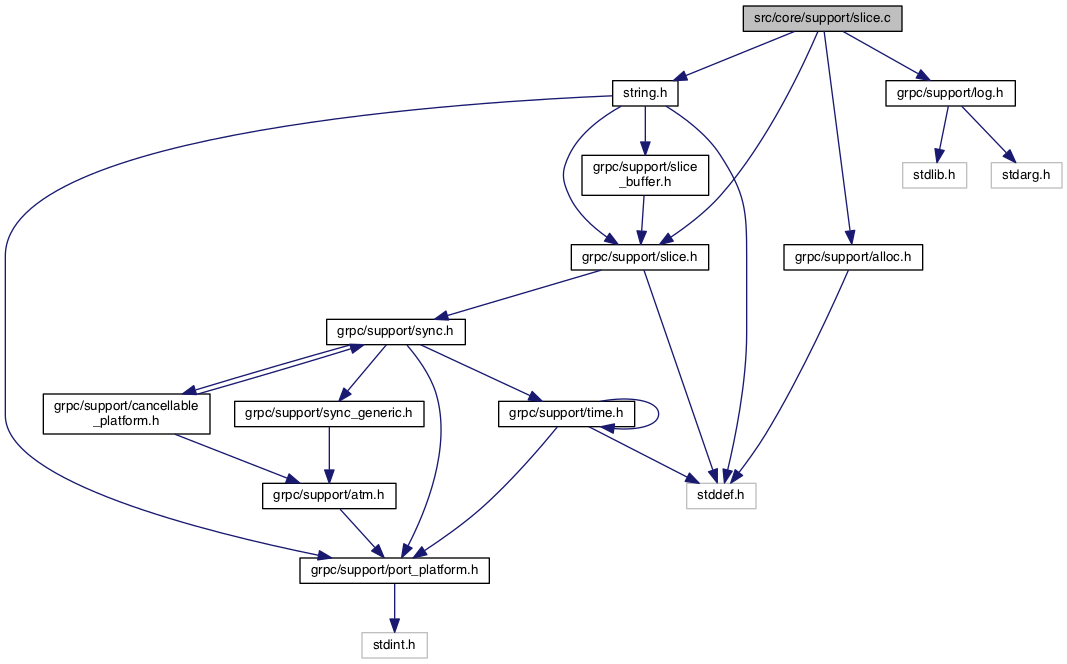 src/core/support/slice.c
string.h
grpc/support/log.h
grpc/support/slice
_buffer.h
stdlib.h
stdarg.h
grpc/support/slice.h
grpc/support/alloc.h
grpc/support/sync.h
grpc/support/cancellable
_platform.h
grpc/support/sync_generic.h
grpc/support/time.h
grpc/support/atm.h
stddef.h
grpc/support/port_platform.h
stdint.h